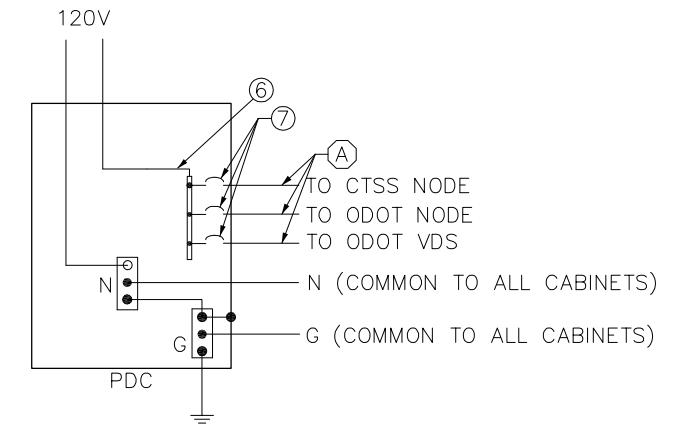 120V
6
7
A
TO CTSS NODE
TO ODOT NODE
TO ODOT VDS
N
N (COMMON TO ALL CABINETS)
G (COMMON TO ALL CABINETS)
G
PDC